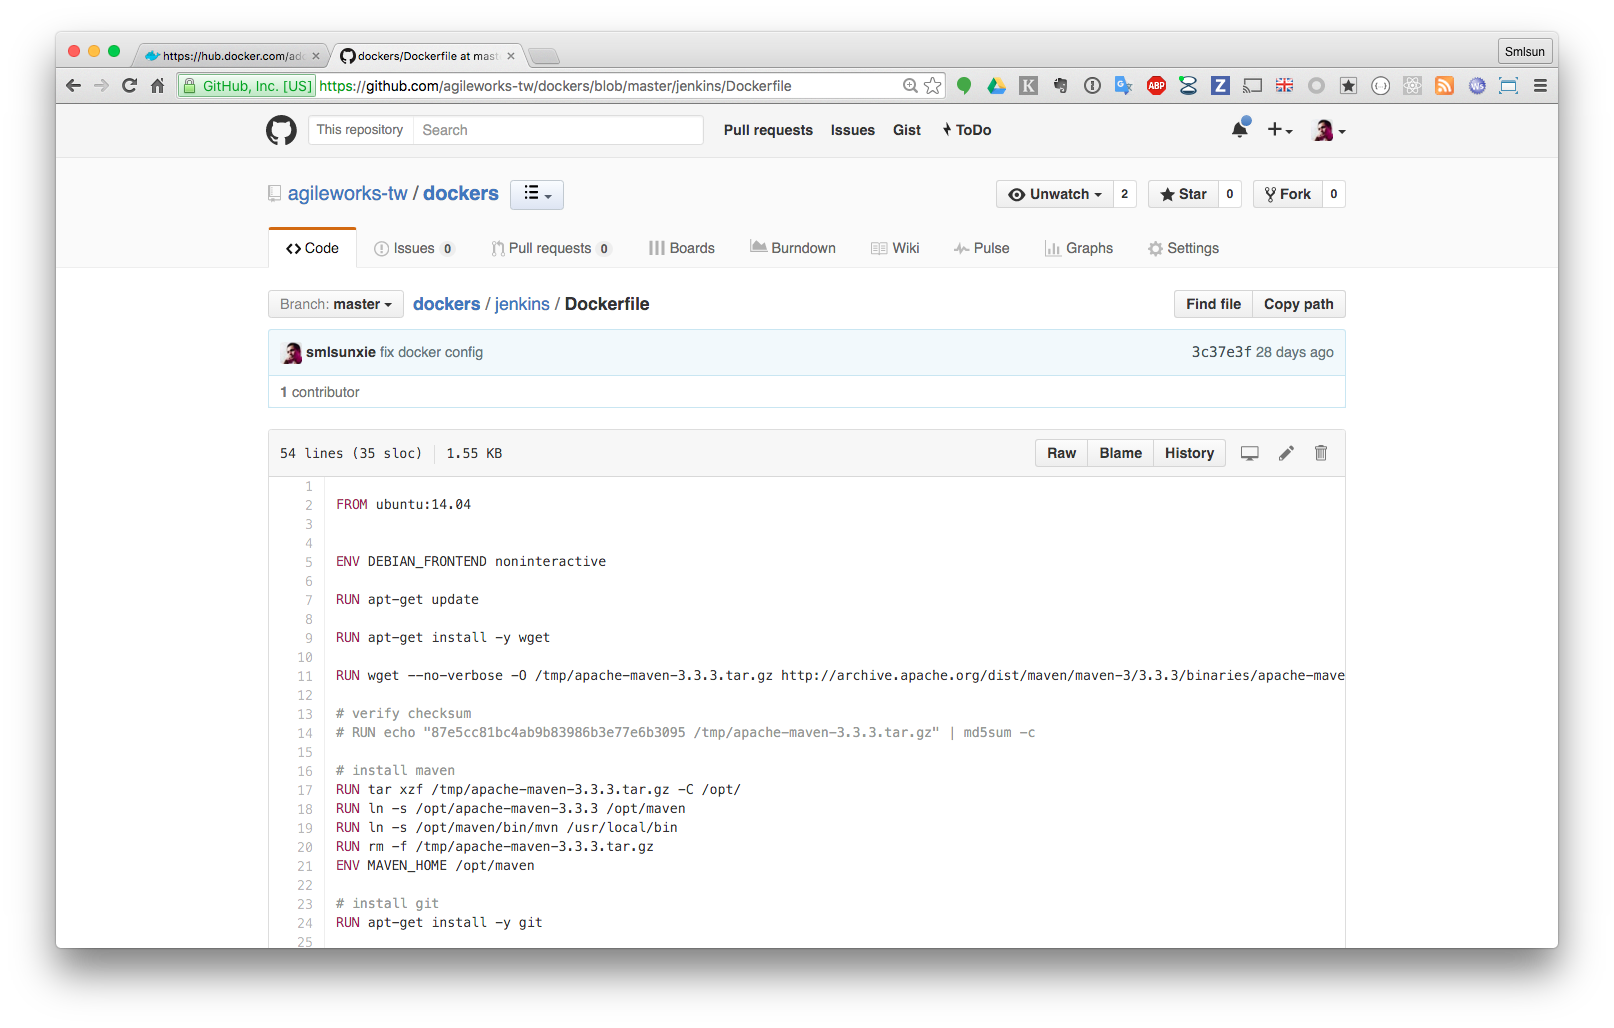 https://hub.docker.com/add
dockers/Dockerfile at mast
Smlsun
GitHub, Inc. [US] https://github.com/agileworks-tw/dockers/blob/master/jenkins/Dockerfile
This repository Search Pull requests Issues Gist ToDo
agileworks-tw / dockers Unwatch 2 Star 0 Fork 0
Code Issues 0 Pull requests 0 Boards Burndown Wiki Pulse Graphs Settings
Branch: master dockers / jenkins / Dockerfile Find file Copy path
smlsunxie fix docker config 3c37e3f 28 days ago
1 contributor
54 lines (35 sloc) 1.55 KB Raw Blame History
1
2 FROM ubuntu:14.04
3
4
5 ENV DEBIAN_FRONTEND noninteractive
6
7 RUN apt-get update
8
9 RUN apt-get install -y wget
10
11 RUN wget --no-verbose -O /tmp/apache-maven-3.3.3.tar.gz http://archive.apache.org/dist/maven/maven-3/3.3.3/binaries/apache-mave
12
13 # verify checksum
14 # RUN echo "87e5cc81bc4ab9b83986b3e77e6b3095 /tmp/apache-maven-3.3.3.tar.gz" | md5sum -c
15
16 # install maven
17 RUN tar xzf /tmp/apache-maven-3.3.3.tar.gz -C /opt/
18 RUN ln -s /opt/apache-maven-3.3.3 /opt/maven
19 RUN ln -s /opt/maven/bin/mvn /usr/local/bin
20 RUN rm -f /tmp/apache-maven-3.3.3.tar.gz
21 ENV MAVEN_HOME /opt/maven
22
23 # install git
24 RUN apt-get install -y git
25